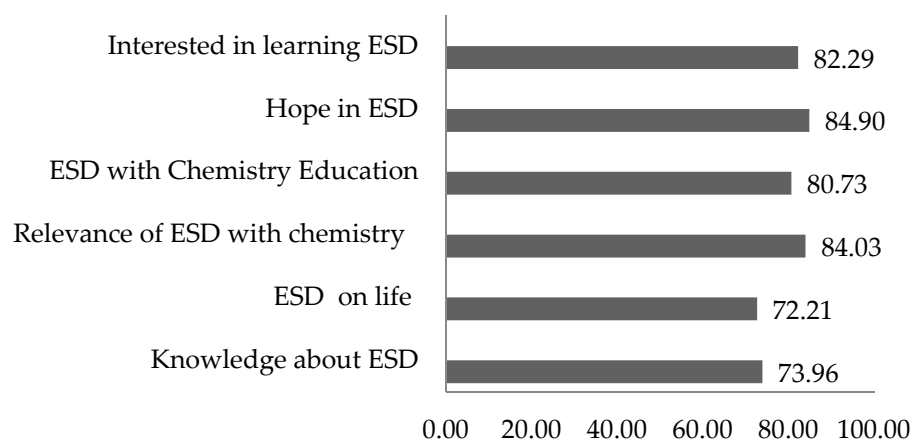 Interested in learning ESD 82.29
Hope in ESD 84.90
ESD with Chemistry Education 80.73
Relevance of ESD with chemistry 84.03
ESD on life 72.21
Knowledge about ESD 73.96
0.00 20.00 40.00 60.00 80.00 100.00